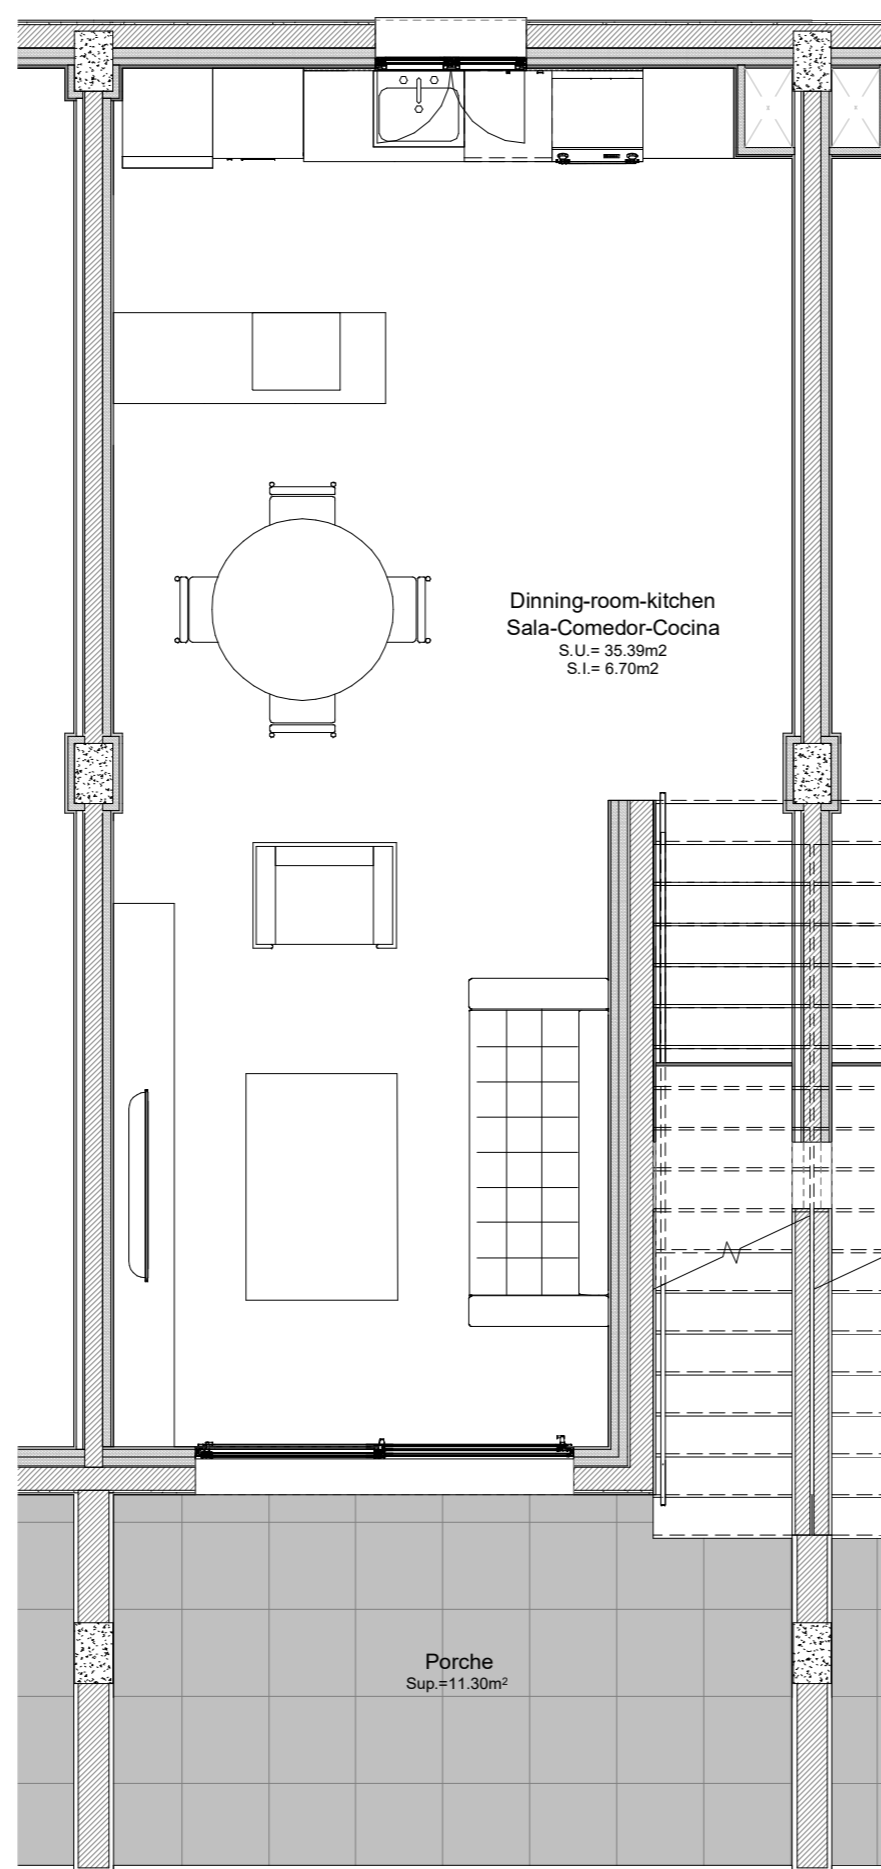 Dinning-room-kitchen
Sala-Comedor-Cocina
S.U.= 35.39m2
S.I.= 6.70m2
Porche
Sup.=11.30m²